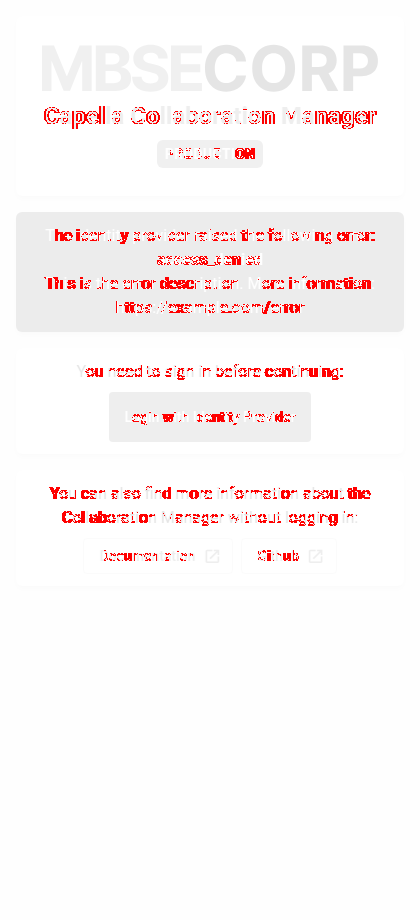 MBSECORP
Capella Collaboration Manager
PRODUCTION
The identity provider raised the following error:
access_denied
This is the error description. More information:
https://example.com/error
You need to sign in before continuing:
Login with Identity Provider
You can also find more information about the
Collaboration Manager without logging in:
Documentation
Github